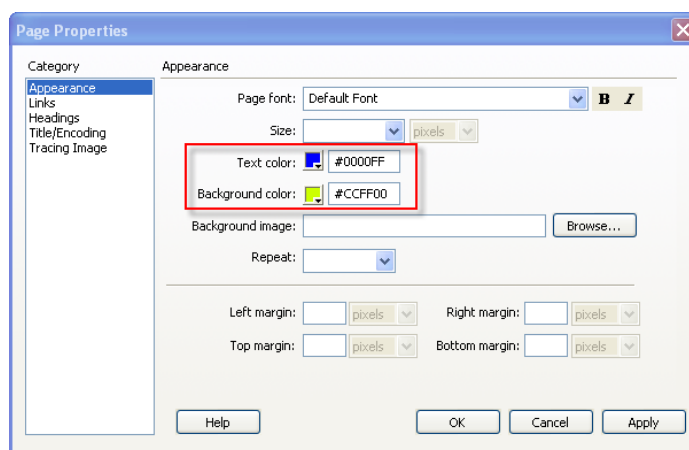 Page Properties
Category
Appearance
Links
Headings
Title/Encoding
Tracing Image
Appearance
Page font: Default Font B I
Size: pixels
Text color: #0000FF
Background color: #CCFF00
Background image: Browse...
Repeat:
Left margin: pixels Right margin: pixels
Top margin: pixels Bottom margin: pixels
Help OK Cancel Apply